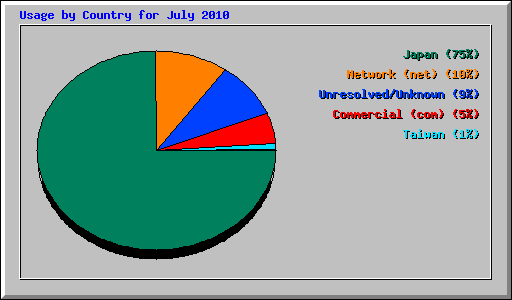 Usage by Country for July 2010
Japan (75%)
Network (net) (10%)
Unresolved/Unknown (9%)
Commercial (com) (5%)
Taiwan (1%)